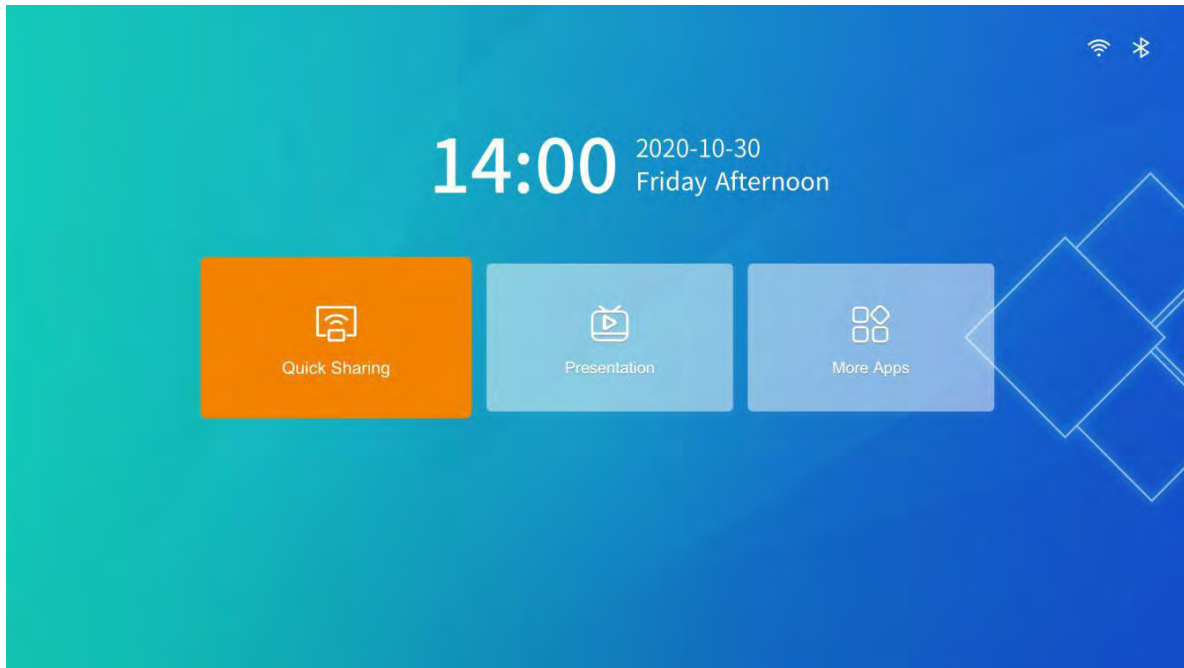 14:00
2020-10-30
Friday Afternoon
Quick Sharing
Presentation
More Apps